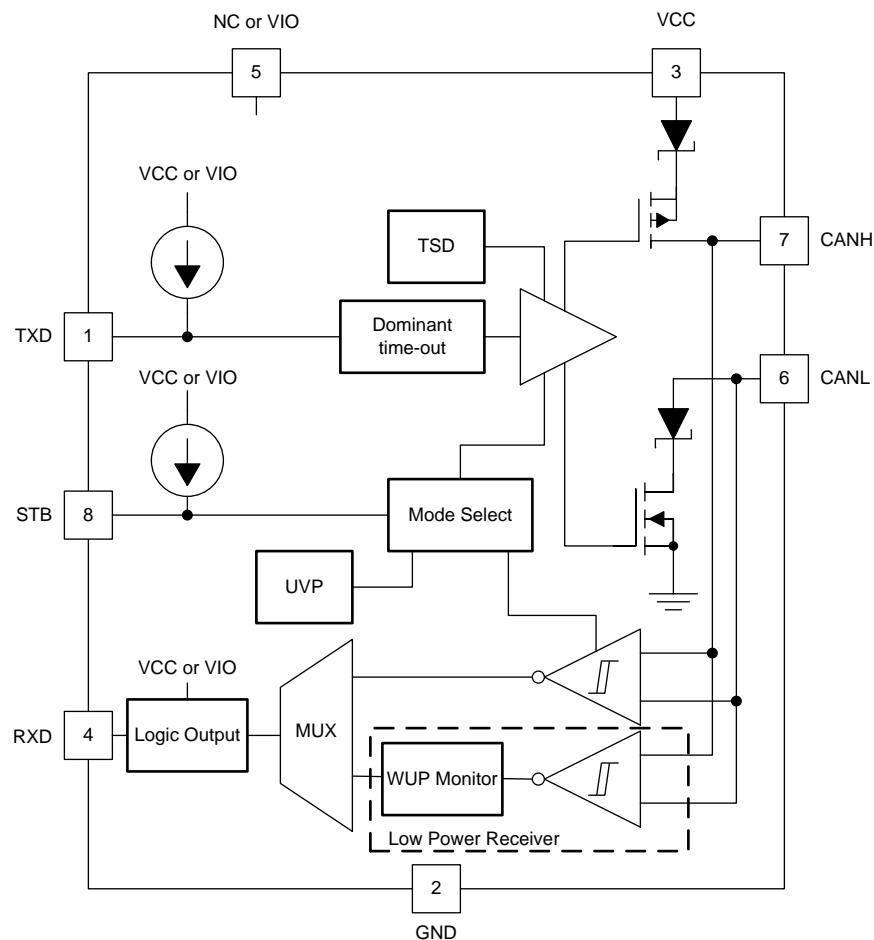 NC or VIO
VCC
5
3
VCC or VIO
TSD
7
CANH
TXD
1
Dominant
time-out
VCC or VIO
6
CANL
STB
8
Mode Select
UVP
VCC or VIO
RXD
4
Logic Output
MUX
WUP Monitor
Low Power Receiver
2
GND